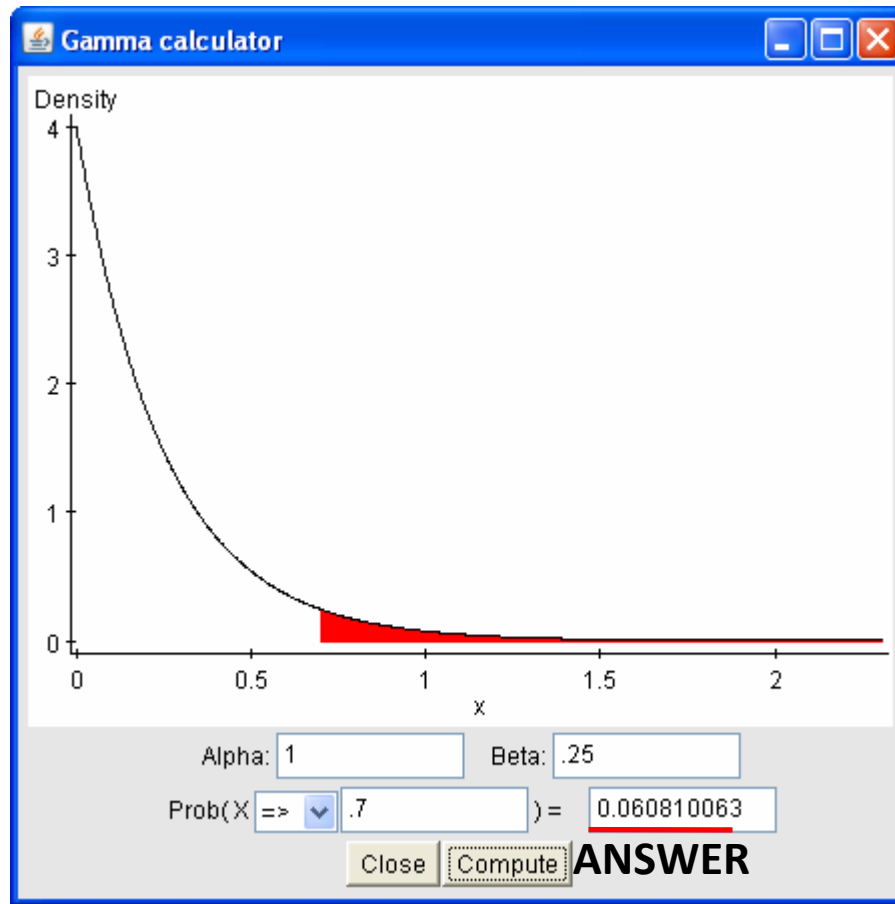 Gamma calculator
Density
4
3
2
1
0
0 0.5 1 1.5 2
x
Alpha: 1 Beta: .25
Prob( X => .7 ) = 0.060810063
Close Compute ANSWER